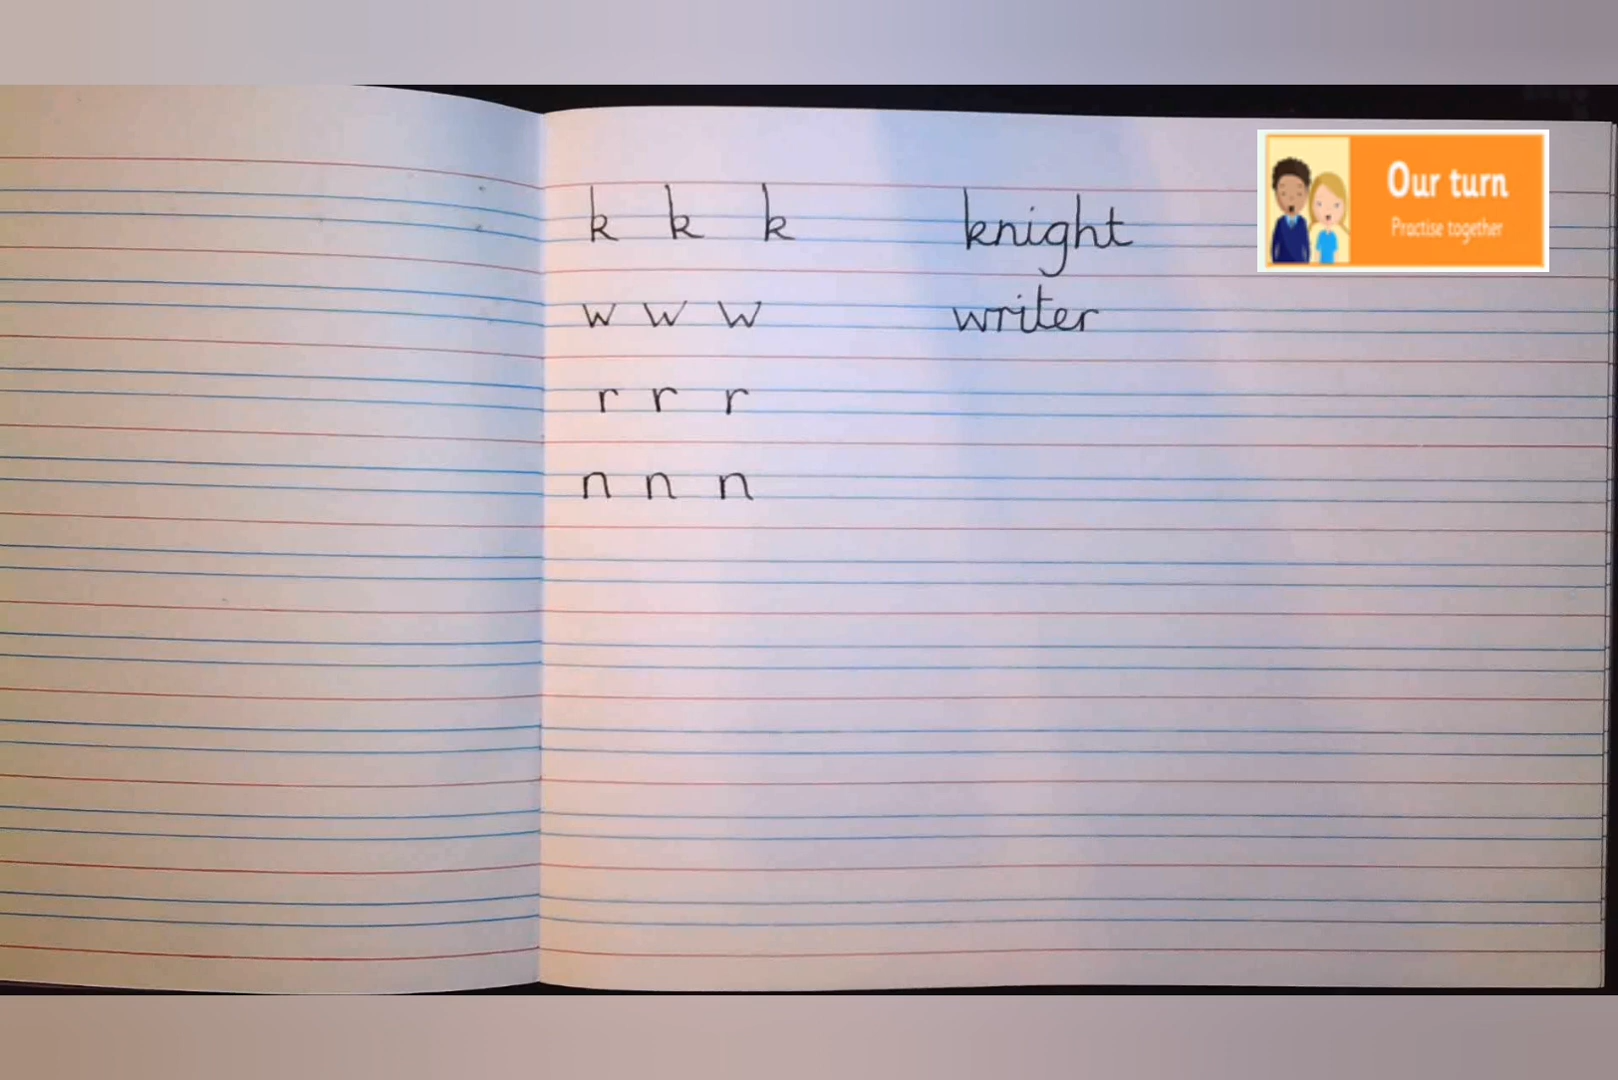 k k k knight
Our turn
Practise together
w w w writer
r r r
n n n